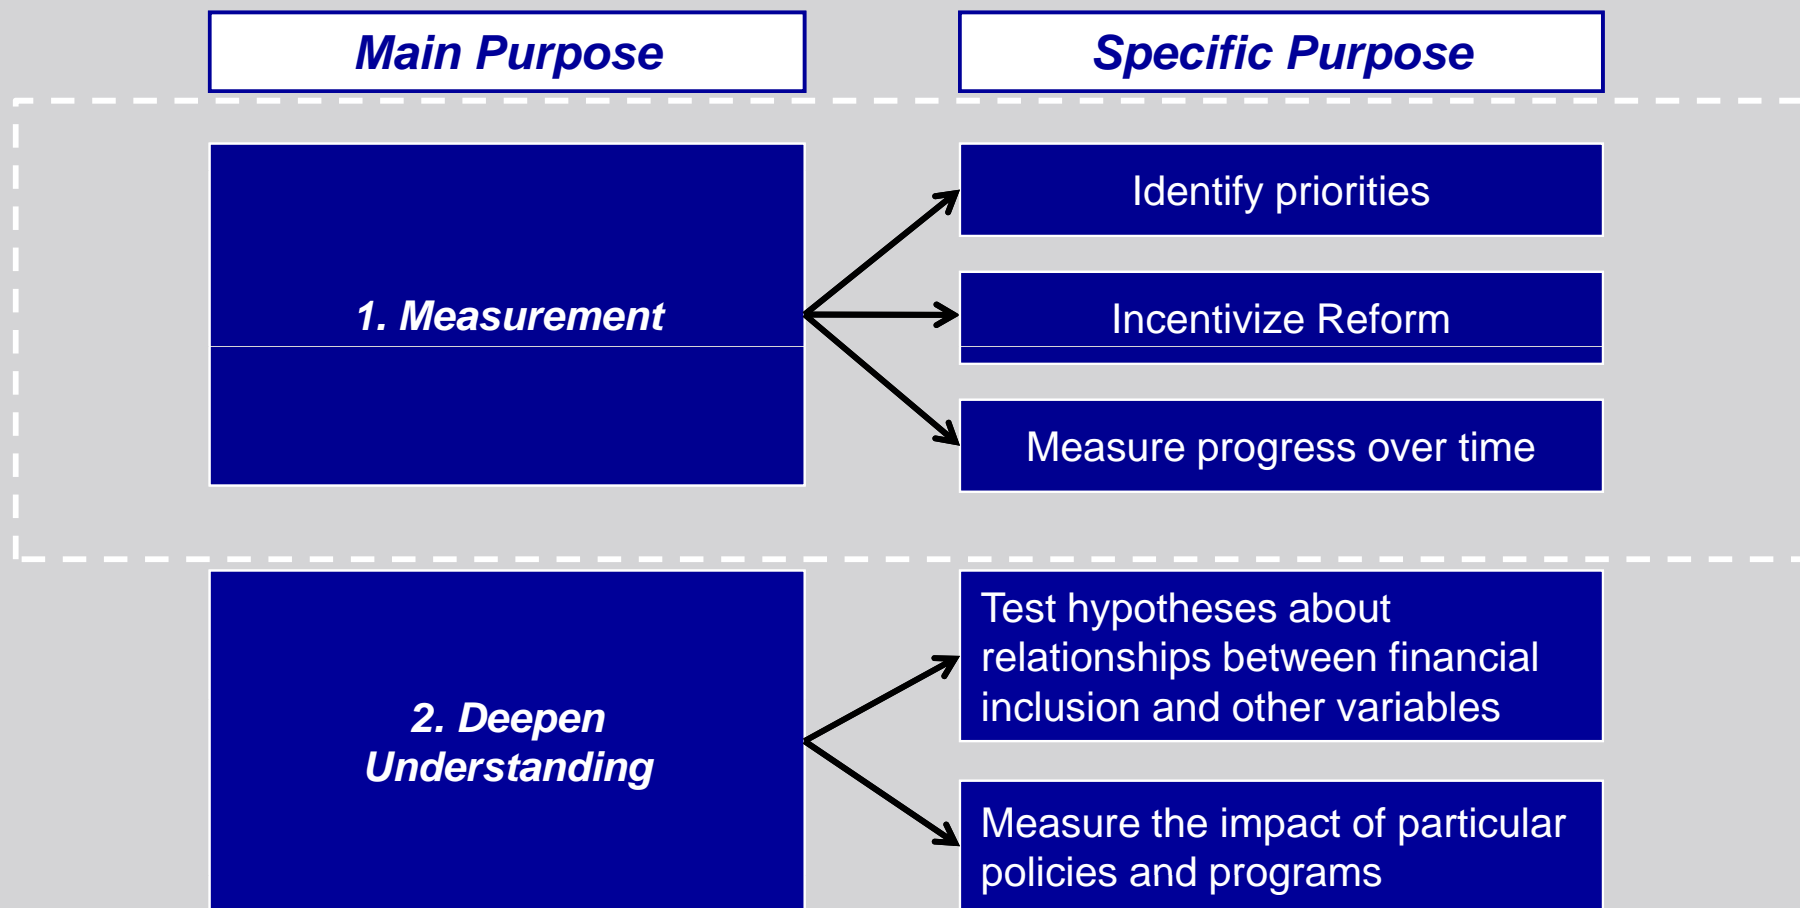 Main Purpose
Specific Purpose
1. Measurement
Identify priorities
Incentivize Reform
Measure progress over time
2. Deepen
Understanding
Test hypotheses about
relationships between financial
inclusion and other variables
Measure the impact of particular
policies and programs